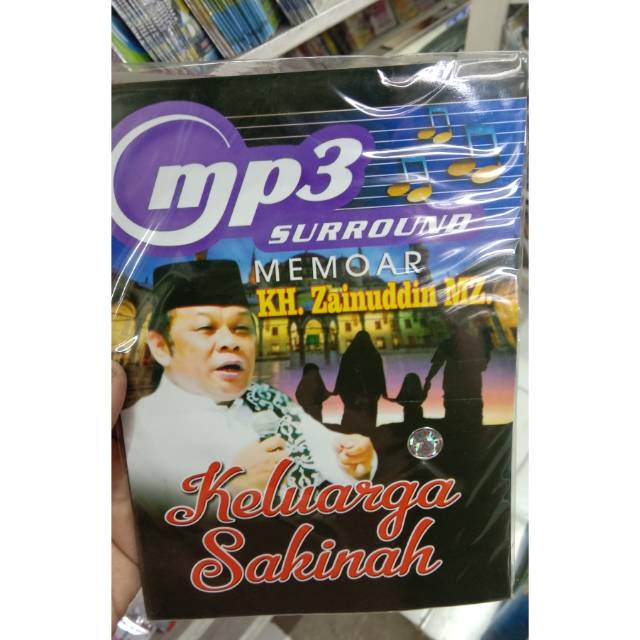 mp3
SURROUND
MEMOAR
KH. Zainuddin MZ.
Keluarga
Sakinah